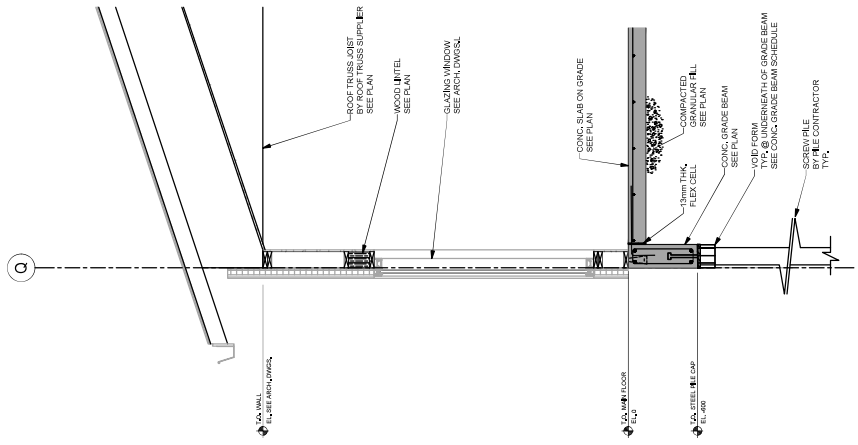 Q
ROOF TRUSS JOIST
BY ROOF TRUSS SUPPLIER
SEE PLAN
WOOD LINTEL
SEE PLAN
GLAZING WINDOW
SEE ARCH. DWGS.L
CONC. SLAB ON GRADE
SEE PLAN
COMPACTED
GRANULAR FILL
SEE PLAN
13mm THK.
FLEX CELL
CONC. GRADE BEAM
SEE PLAN
VOID FORM
TYP. @ UNDERNEATH OF GRADE BEAM
SEE CONC. GRADE BEAM SCHEDULE
SCREW PILE
BY PILE CONTRACTOR
TYP.
T.O. WALL
EL. SEE ARCH. DWGS.
T.O. MAIN FLOOR
EL. 0
T.O. STEEL PILE CAP
EL. -600